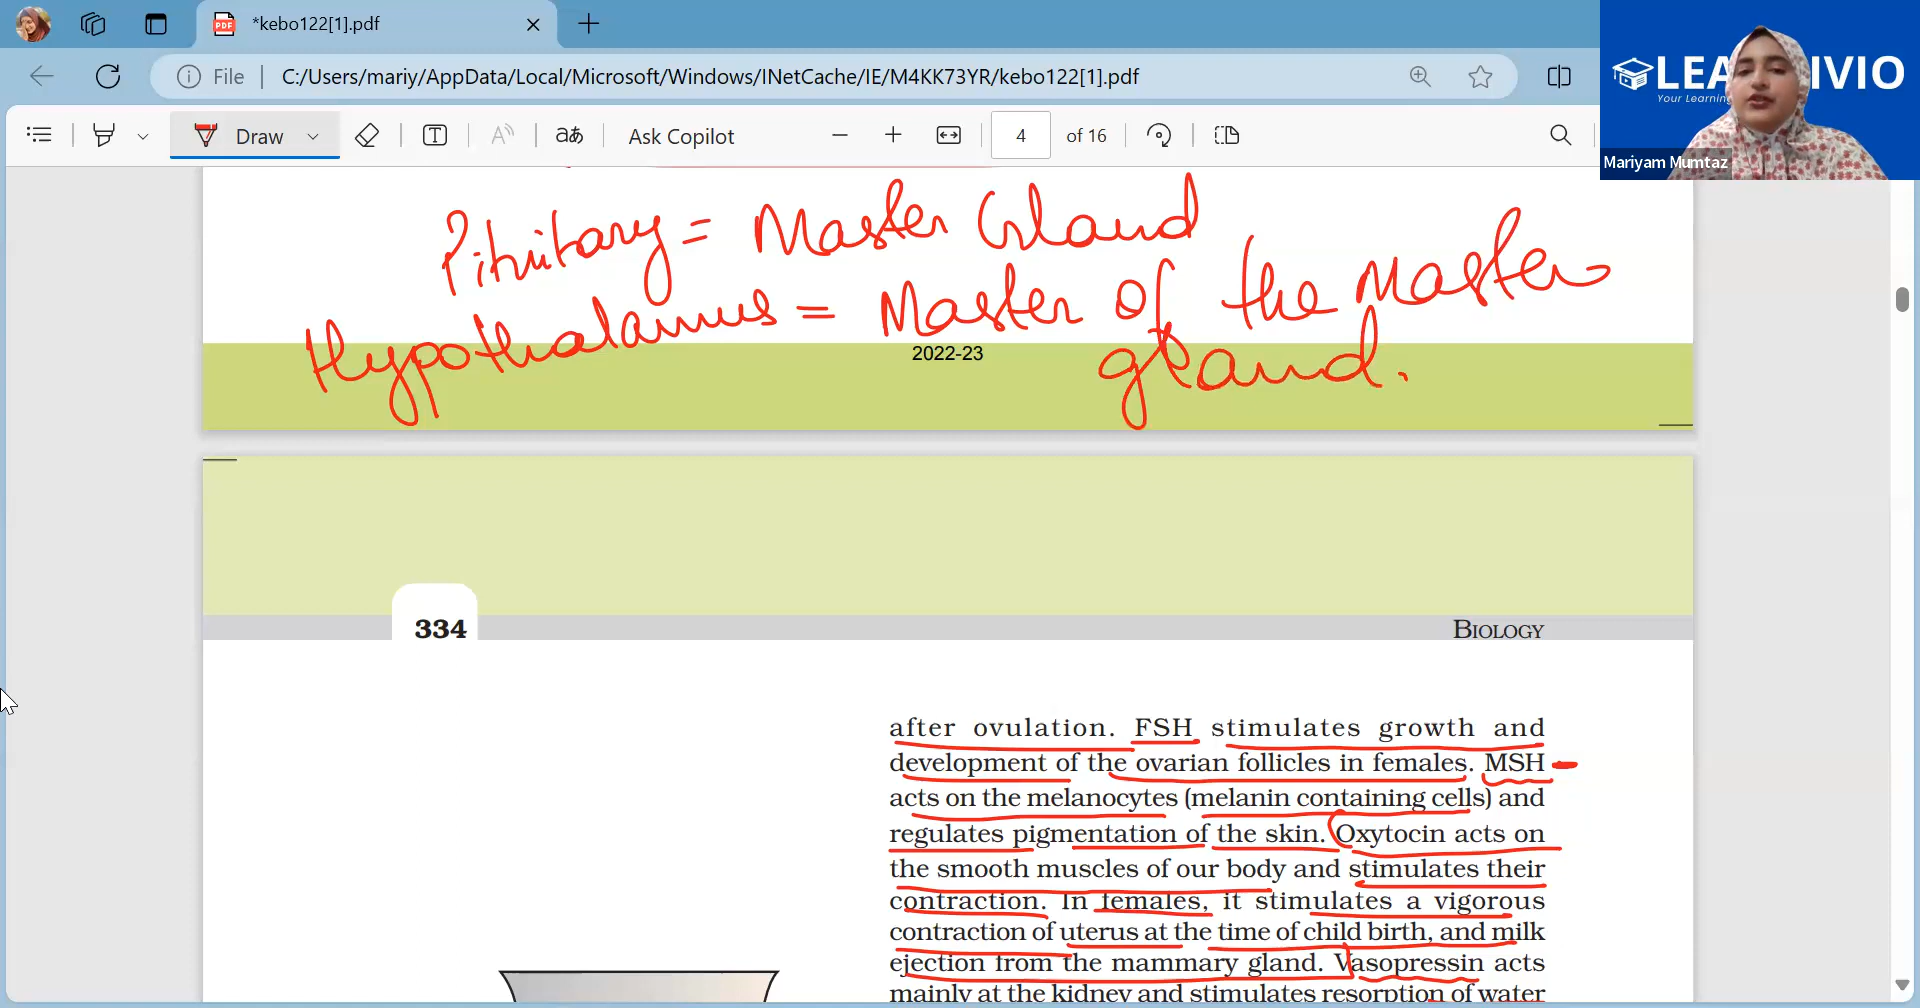 *kebo122[1].pdf
File
C:/Users/mariy/AppData/Local/Microsoft/Windows/INetCache/IE/M4KK73YR/kebo122[1].pdf
LEA IVIO
Your Learning
Mariyam Mumtaz
Draw
Ask Copilot
4 of 16
Pituitary = Master Gland
Hypothalamus = Master of the Master
gland.
2022-23
334
BIOLOGY
after ovulation. FSH stimulates growth and
development of the ovarian follicles in females. MSH
acts on the melanocytes (melanin containing cells) and
regulates pigmentation of the skin. Oxytocin acts on
the smooth muscles of our body and stimulates their
contraction. In females, it stimulates a vigorous
contraction of uterus at the time of child birth, and milk
ejection from the mammary gland. Vasopressin acts
mainly at the kidney and stimulates resorption of water